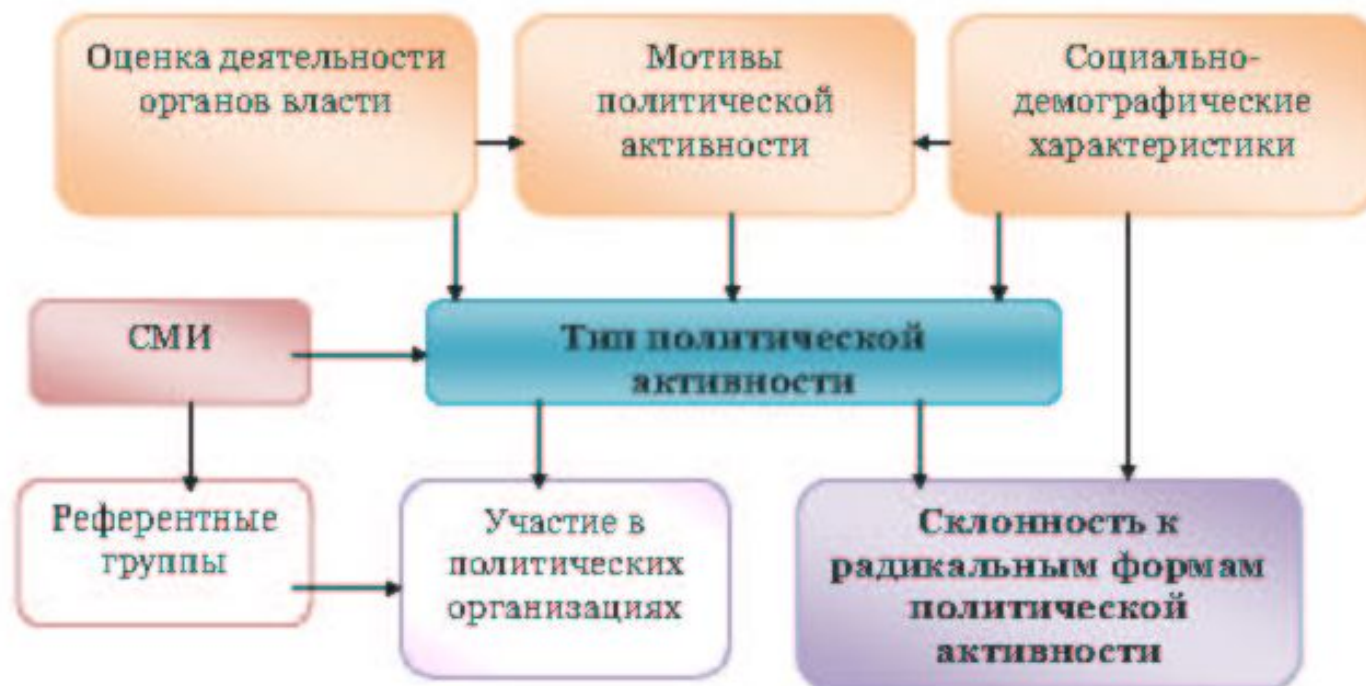 Оценка деятельности
органов власти
Мотивы
политической
активности
Социально-
демографические
характеристики
СМИ
Тип политической
активности
Референтные
группы
Участие в
политических
организациях
Склонность к
радикальным формам
политической
активности